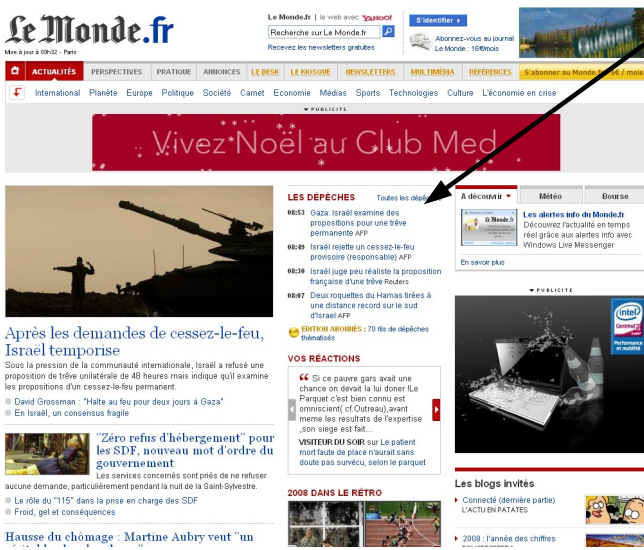 Le Monde.fr
Mise à jour à 09h32 - Paris
Le Monde.fr | le web avec YAHOO!
Recherche sur Le Monde.fr
Recevez les newsletters gratuites
S'identifier
Abonnez-vous au journal
Le Monde : 16€/mois
ACTUALITÉS PERSPECTIVES PRATIQUE ANNONCES LE DESK LE KIOSQUE NEWSLETTERS MULTIMÉDIA RÉFÉRENCES S'abonner au Monde.fr 6€ / mois
International Planète Europe Politique Société Carnet Economie Médias Sports Technologies Culture L'économie en crise
PUBLICITE
Vivez Noël au Club Med
Après les demandes de cessez-le-feu,
Israël temporise
Sous la pression de la communauté internationale, Israël a refusé une
proposition de trêve unilatérale de 48 heures mais indique qu'il examine
les propositions d'un cessez-le-feu permanent.
David Grossman : "Halte au feu pour deux jours à Gaza"
En Israël, un consensus fragile
"Zéro refus d'hébergement" pour
les SDF, nouveau mot d'ordre du
gouvernement
Les services concernés sont priés de ne refuser
aucune demande, particulièrement pendant la nuit de la Saint-Sylvestre.
Le rôle du "115" dans la prise en charge des SDF
Froid, gel et conséquences
Hausse du chômage : Martine Aubry veut "un
LES DÉPÊCHES Toutes les
08:53 Gaza: Israël examine des
propositions pour une trêve
permanente AFP
08:49 Israël rejette un cessez-le-feu
provisoire (responsable) AFP
08:30 Israël juge peu réaliste la proposition
française d'une trêve Reuters
08:07 Deux roquettes du Hamas tirées à
une distance record sur le sud
d'Israel AFP
EDITION ABONNÉS : 70 fils de dépêches
thématisés
VOS RÉACTIONS
“ Si ce pauvre gars avait une
chance on devait la lui doner !Le
Parquet c'est bien connu est
omniscient( cf.Outreau),avant
meme les resultats de l'expertise
,son siege est fait...
VISITEUR DU SOIR sur Le patient
mort faute de place n'aurait sans
doute pas survécu, selon le parquet
2008 DANS LE RÉTRO
A découvrir Météo Bourse
Les alertes info du Monde.fr
Découvrez l'actualité en temps
réel grâce aux alertes info avec
Windows Live Messenger
En savoir plus
PUBLICITE
intel
Centrino 2
Performance
et mobilité
Les blogs invités
Connecté (dernière partie)
L'ACTU EN PATATES
2008 : l'année des chiffres